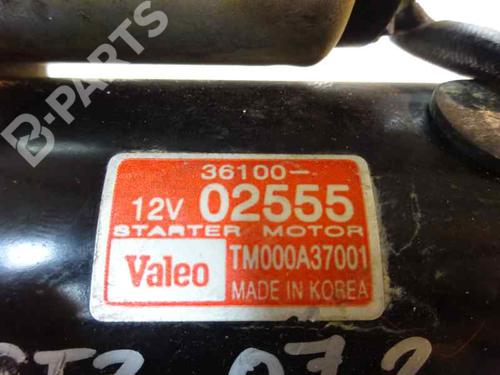 B-PARTS
36100-
12V 02555
STARTER MOTOR
Valeo TM000A37001
MADE IN KOREA